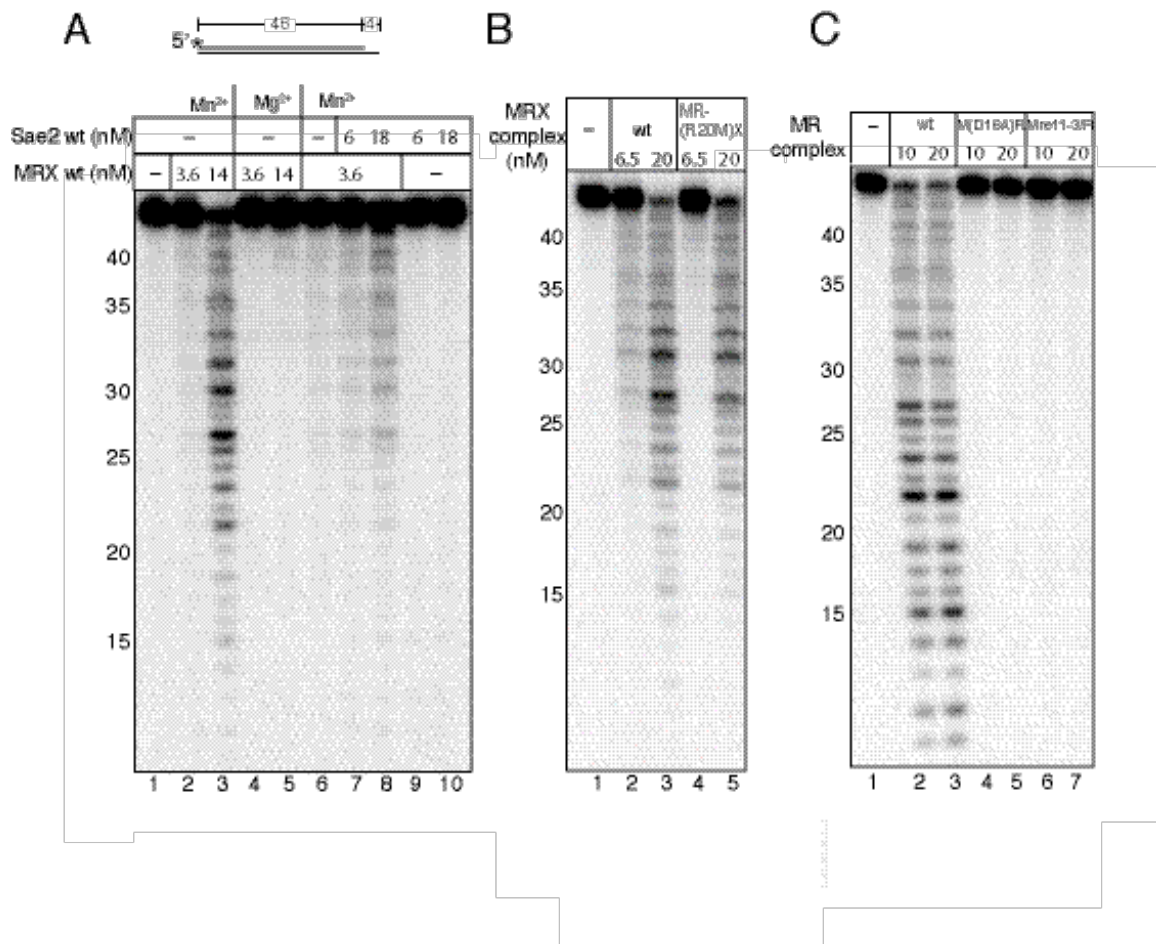 A
B
C
46 4
5' *
Mn²⁺ Mg²⁺ Mn²⁺
Sae2 wt (nM) – – – 6 18 6 18
MRX wt (nM) – 3.6 14 3.6 14 3.6 –
40
35
30
25
20
15
1 2 3 4 5 6 7 8 9 10
MRX complex (nM)
– wt MR-(R20M)X
6.5 20 6.5 20
40
35
30
25
20
15
1 2 3 4 5
MR complex
– wt M(D16A)R Mre11-3/R
10 20 10 20 10 20
40
35
30
25
20
15
1 2 3 4 5 6 7